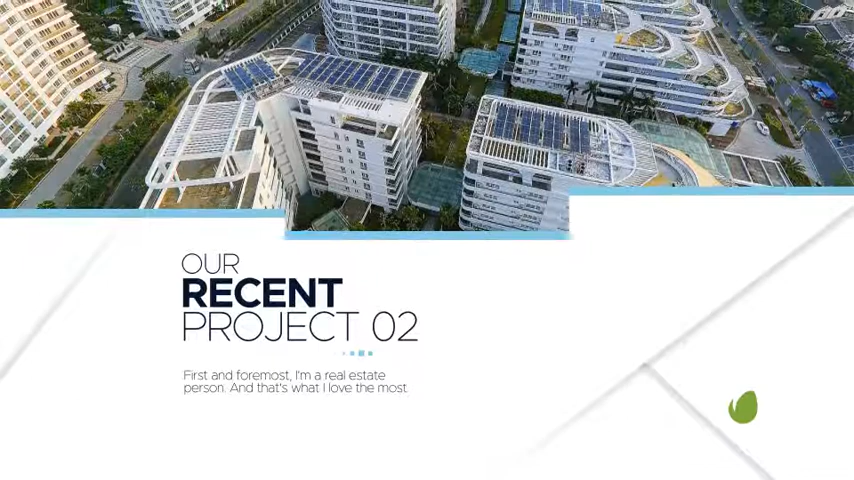 OUR
RECENT
PROJECT 02
First and foremost, I'm a real estate
person. And that's what I love the most.